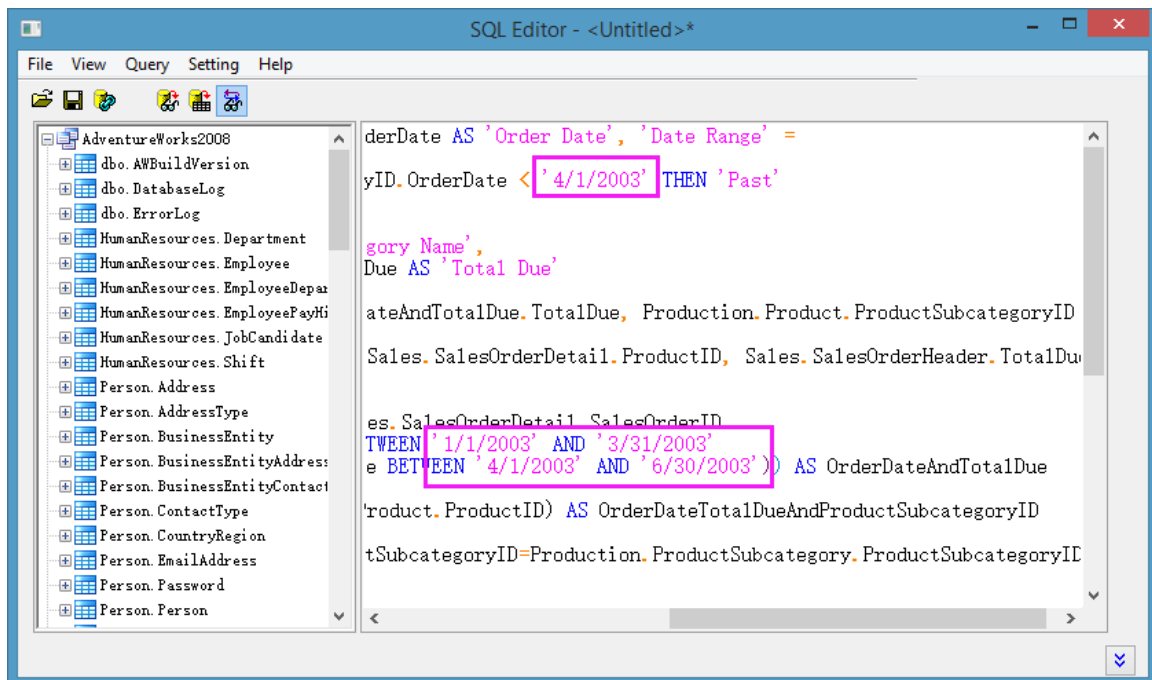 SQL Editor - <Untitled>*
File View Query Setting Help
AdventureWorks2008
dbo.AWBuildVersion
dbo.DatabaseLog
dbo.ErrorLog
HumanResources.Department
HumanResources.Employee
HumanResources.EmployeeDepar
HumanResources.EmployeePayHi
HumanResources.JobCandidate
HumanResources.Shift
Person.Address
Person.AddressType
Person.BusinessEntity
Person.BusinessEntityAddress
Person.BusinessEntityContact
Person.ContactType
Person.CountryRegion
Person.EmailAddress
Person.Password
Person.Person
derDate AS 'Order Date', 'Date Range' =
yID.OrderDate < '4/1/2003' THEN 'Past'
gory Name',
Due AS 'Total Due'
ateAndTotalDue.TotalDue, Production.Product.ProductSubcategoryID
Sales.SalesOrderDetail.ProductID, Sales.SalesOrderHeader.TotalDu
es.SalesOrderDetail.SalesOrderID
TWEEN '1/1/2003' AND '3/31/2003'
e BETWEEN '4/1/2003' AND '6/30/2003')) AS OrderDateAndTotalDue
roduct.ProductID) AS OrderDateTotalDueAndProductSubcategoryID
tSubcategoryID=Production.ProductSubcategory.ProductSubcategoryID